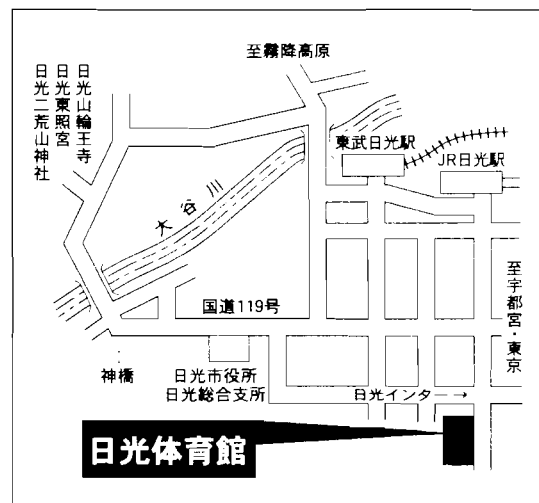 至霧降高原
日光山輪王寺
日光東照宮
日光二荒山神社
東武日光駅
JR日光駅
大谷川
国道119号
至宇都宮・東京
神橋
日光市役所
日光総合支所
日光インター→
日光体育館